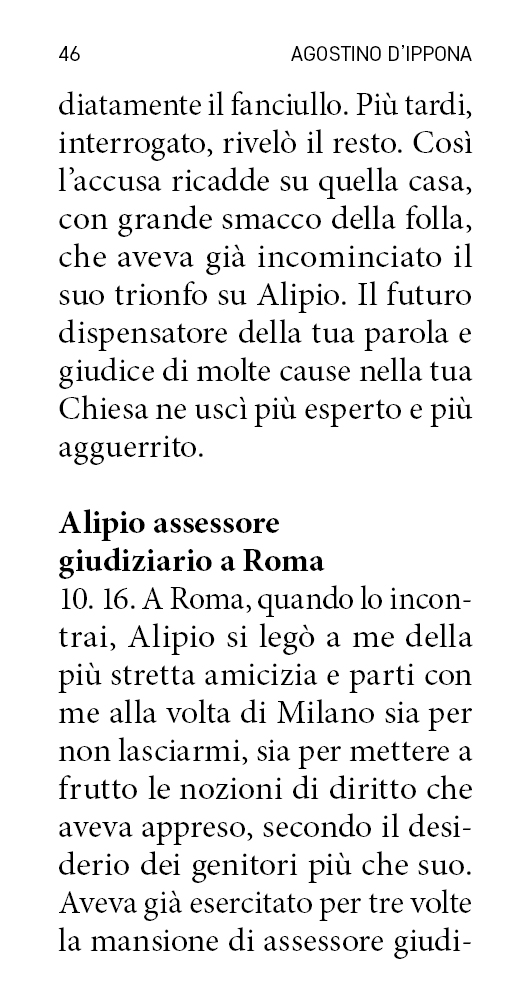 46 AGOSTINO D'IPPONA
diatamente il fanciullo. Più tardi,
interrogato, rivelò il resto. Così
l'accusa ricadde su quella casa,
con grande smacco della folla,
che aveva già incominciato il
suo trionfo su Alipio. Il futuro
dispensatore della tua parola e
giudice di molte cause nella tua
Chiesa ne uscì più esperto e più
agguerrito.
Alipio assessore
giudiziario a Roma
10. 16. A Roma, quando lo incon-
trai, Alipio si legò a me della
più stretta amicizia e parti con
me alla volta di Milano sia per
non lasciarmi, sia per mettere a
frutto le nozioni di diritto che
aveva appreso, secondo il desi-
derio dei genitori più che suo.
Aveva già esercitato per tre volte
la mansione di assessore giudi-